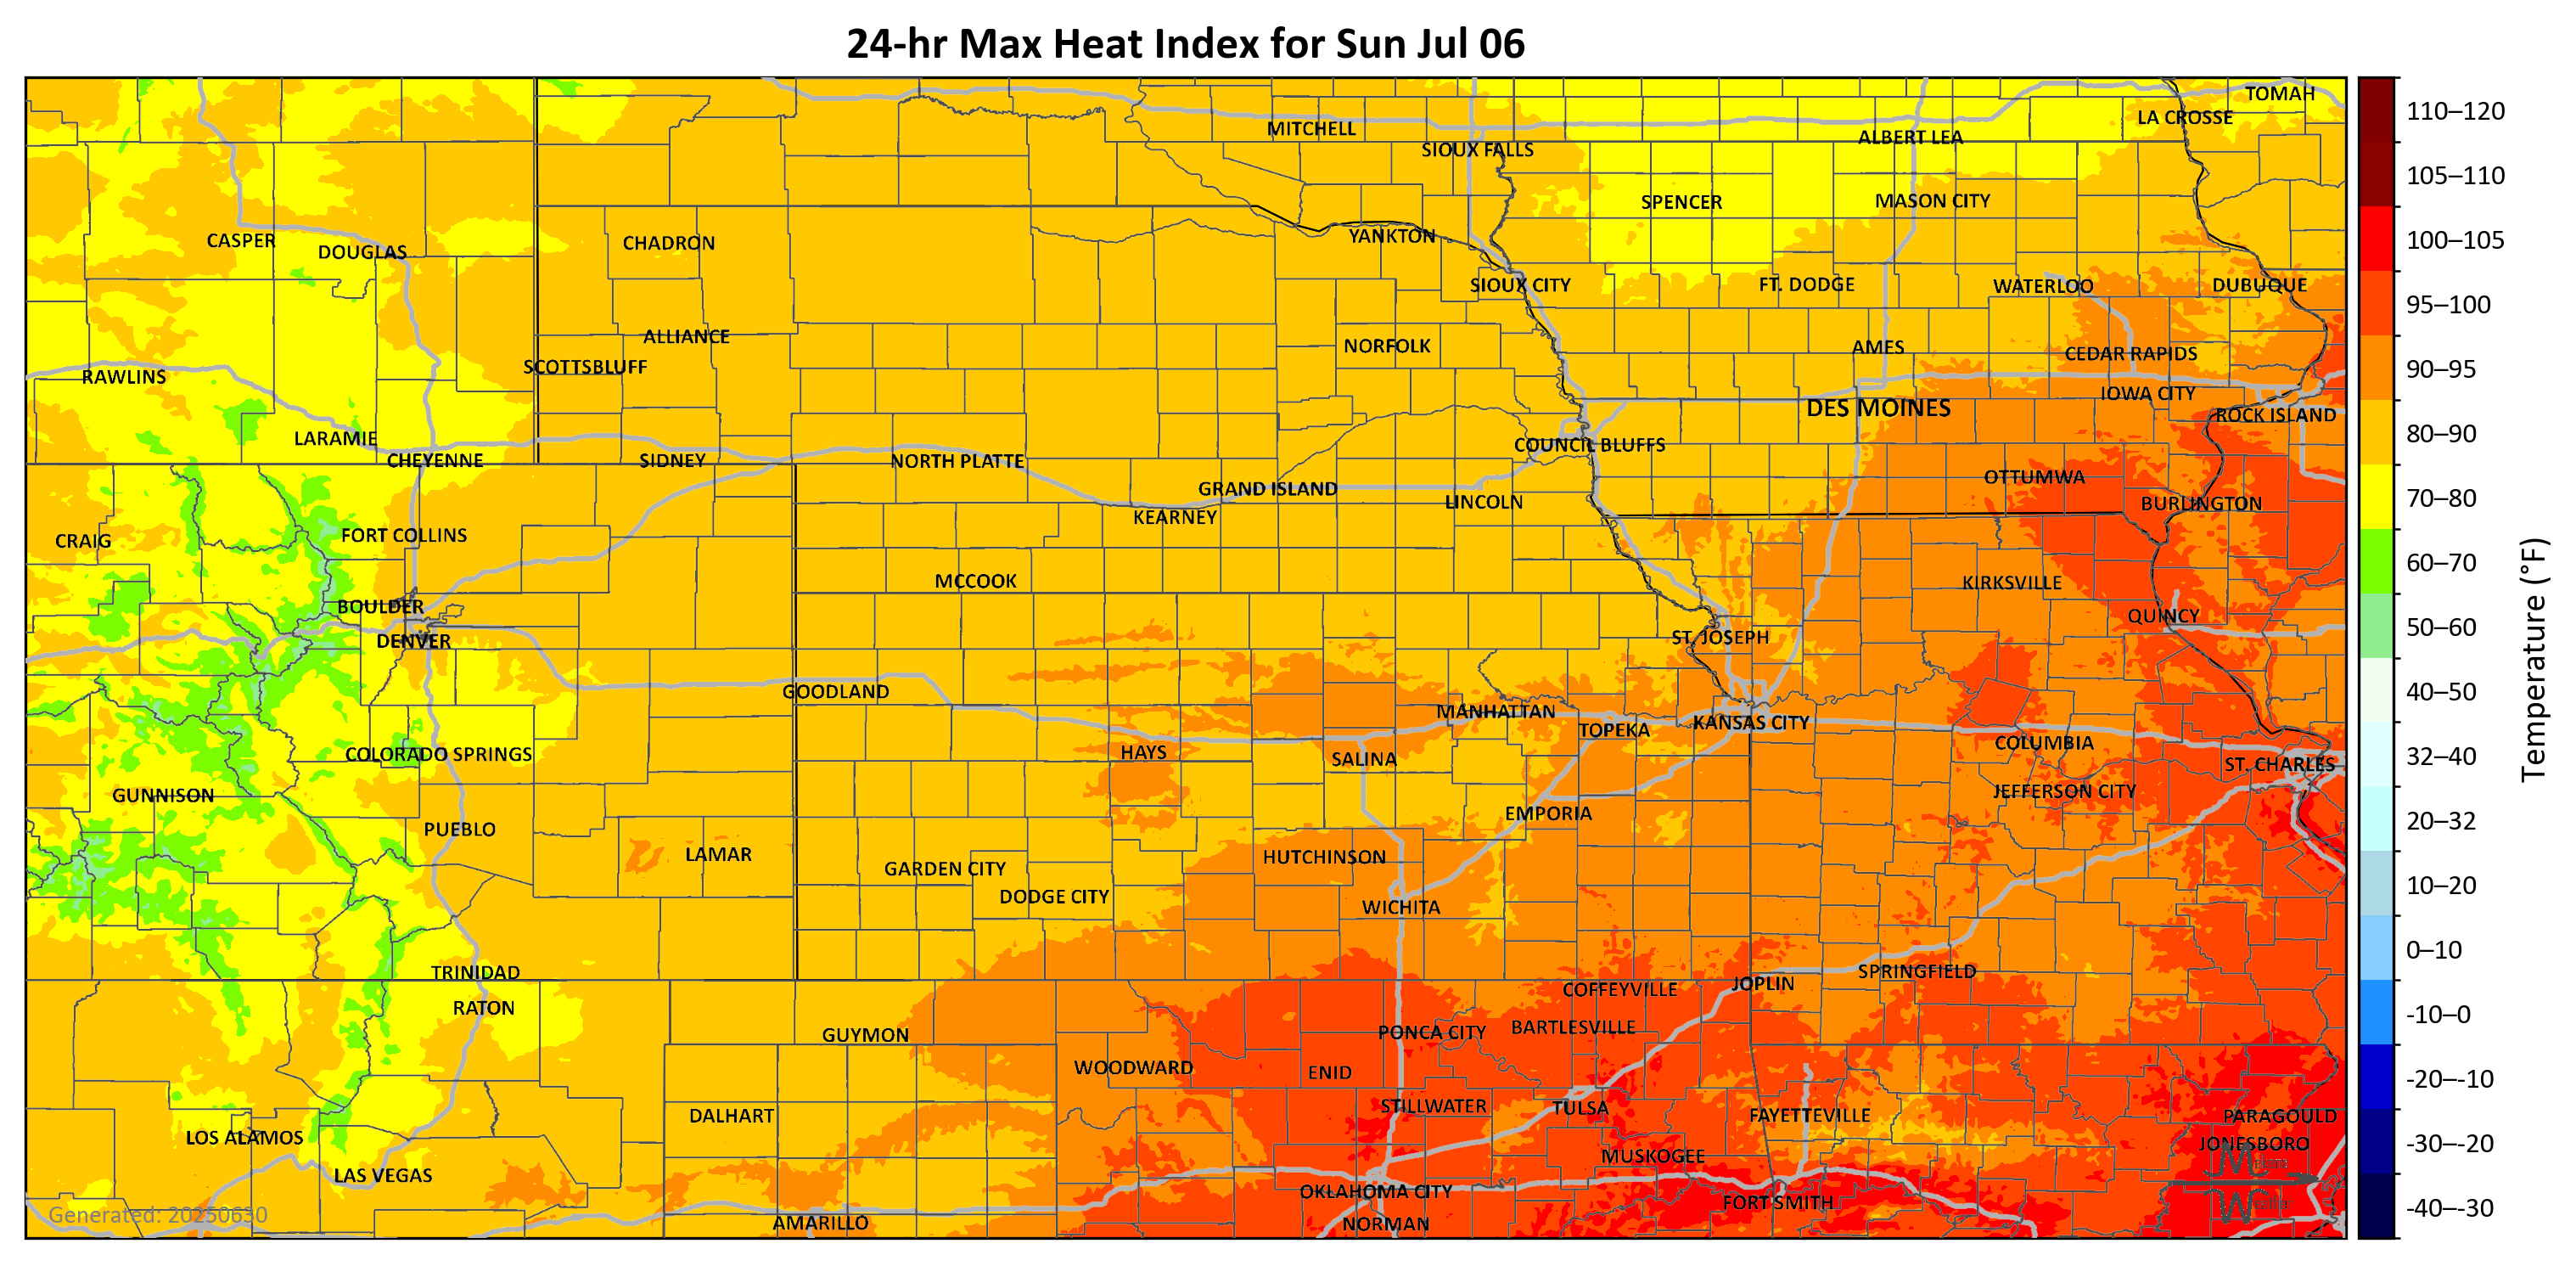 24-hr Max Heat Index for Sun Jul 06
TOMAH
LA CROSSE
MITCHELL
ALBERT LEA
SIOUX FALLS
SPENCER
MASON CITY
CASPER
DOUGLAS
CHADRON
YANKTON
SIOUX CITY
FT. DODGE
WATERLOO
DUBUQUE
ALLIANCE
NORFOLK
AMES
CEDAR RAPIDS
SCOTTSBLUFF
RAWLINS
IOWA CITY
DES MOINES
ROCK ISLAND
LARAMIE
COUNCIL BLUFFS
CHEYENNE
SIDNEY
NORTH PLATTE
OTTUMWA
GRAND ISLAND
LINCOLN
BURLINGTON
KEARNEY
FORT COLLINS
CRAIG
MCCOOK
KIRKSVILLE
BOULDER
QUINCY
DENVER
ST. JOSEPH
GOODLAND
MANHATTAN
KANSAS CITY
TOPEKA
COLUMBIA
HAYS
COLORADO SPRINGS
SALINA
ST. CHARLES
JEFFERSON CITY
GUNNISON
EMPORIA
PUEBLO
LAMAR
HUTCHINSON
GARDEN CITY
DODGE CITY
WICHITA
TRINIDAD
SPRINGFIELD
JOPLIN
COFFEYVILLE
RATON
BARTLESVILLE
PONCA CITY
GUYMON
WOODWARD
ENID
STILLWATER
TULSA
DALHART
FAYETTEVILLE
PARAGOULD
LOS ALAMOS
JONESBORO
MUSKOGEE
LAS VEGAS
OKLAHOMA CITY
FORT SMITH
AMARILLO
NORMAN
Generated: 20250630
110–120
105–110
100–105
95–100
90–95
80–90
70–80
60–70
50–60
40–50
32–40
20–32
10–20
0–10
-10–0
-20–-10
-30–-20
-40–-30
Temperature (°F)